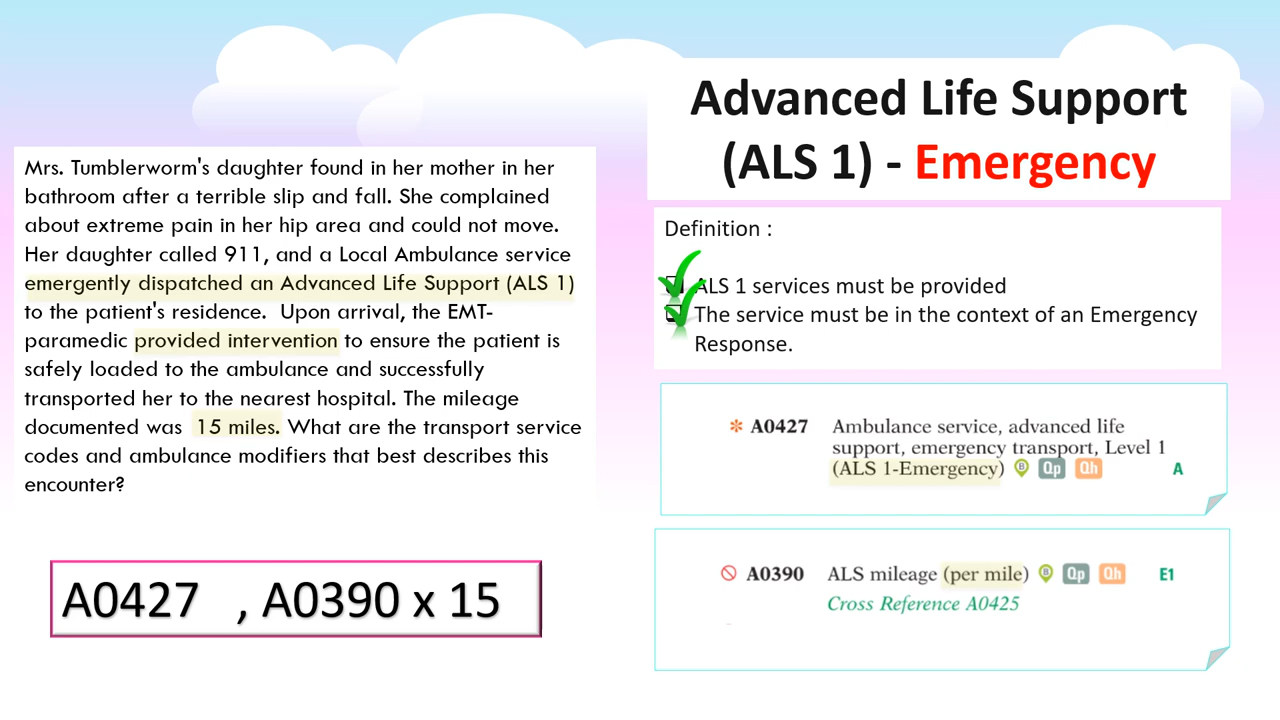 Advanced Life Support
(ALS 1) - Emergency
Mrs. Tumblerworm's daughter found in her mother in her
bathroom after a terrible slip and fall. She complained
about extreme pain in her hip area and could not move.
Her daughter called 911, and a Local Ambulance service
emergently dispatched an Advanced Life Support (ALS 1)
to the patient's residence. Upon arrival, the EMT-
paramedic provided intervention to ensure the patient is
safely loaded to the ambulance and successfully
transported her to the nearest hospital. The mileage
documented was 15 miles. What are the transport service
codes and ambulance modifiers that best describes this
encounter?
A0427 , A0390 x 15
Definition :
ALS 1 services must be provided
The service must be in the context of an Emergency
Response.
* A0427 Ambulance service, advanced life
support, emergency transport, Level 1
(ALS 1-Emergency) B Qp Qh A
A0390 ALS mileage (per mile) B Qp Qh E1
Cross Reference A0425